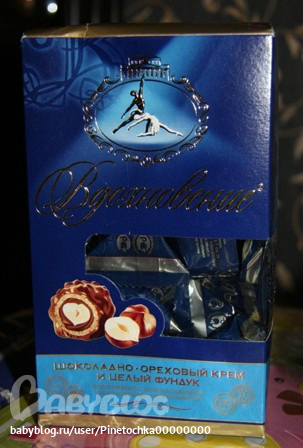 Вдохновение
ШОКОЛАДНО-ОРЕХОВЫЙ КРЕМ
И ЦЕЛЫЙ ФУНДУК
BABYBLOG
babyblog.ru/user/Pinetochka00000000